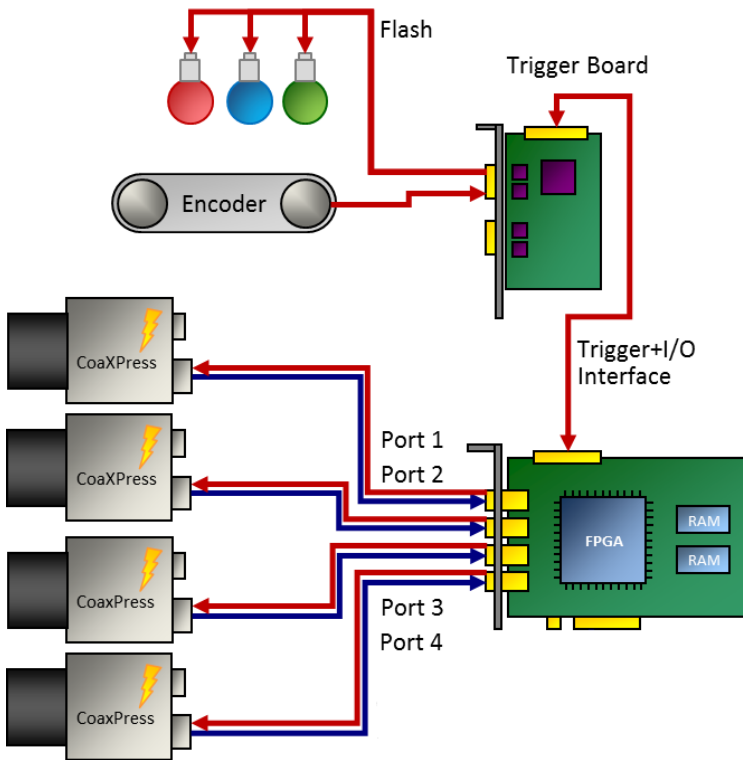 Flash
Trigger Board
Encoder
Trigger+I/O
Interface
CoaXPress
CoaXPress
Port 1
Port 2
FPGA
RAM
RAM
CoaxPress
Port 3
Port 4
CoaxPress